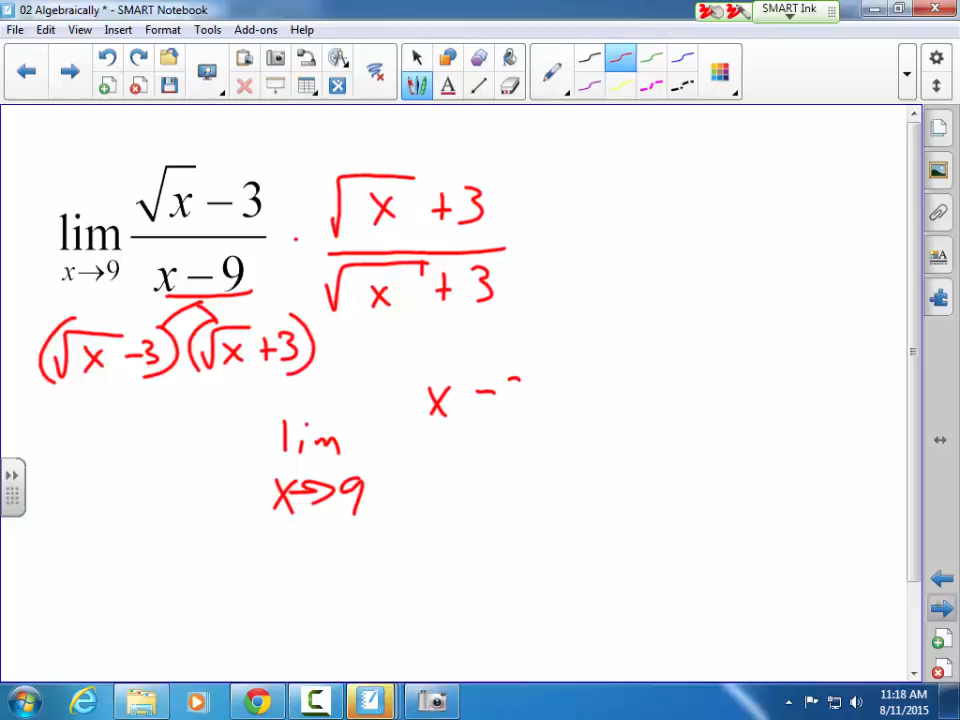 02 Algebraically * - SMART Notebook
SMART Ink
File Edit View Insert Format Tools Add-ons Help
lim x→9 (√x − 3)/(x − 9) · (√x + 3)/(√x + 3)
(√x − 3)(√x + 3)
x −
lim
x→9
11:18 AM
8/11/2015